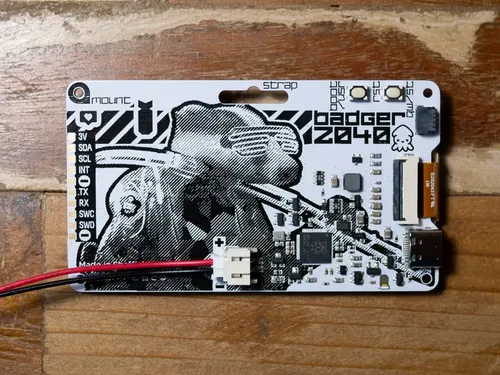 mount
strap
boot/
usr
rst
badger
2040
3V
SDA
SCL
INT
TX
RX
SWC
SWD
+
-